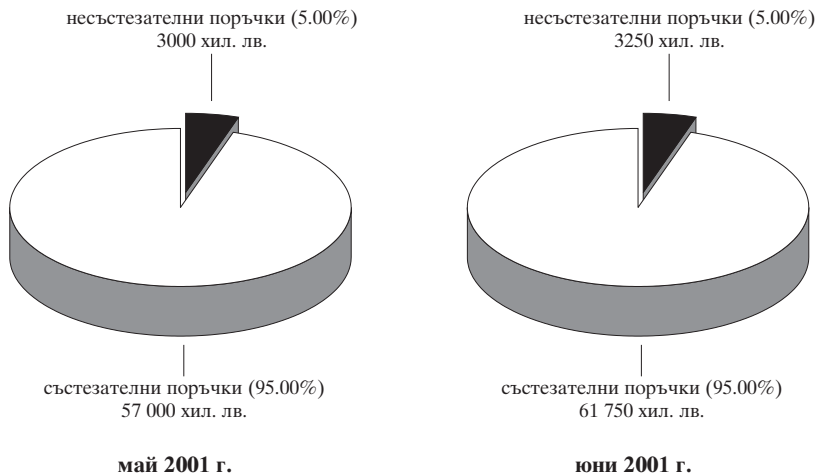 несъстезателни поръчки (5.00%)
3000 хил. лв.
състезателни поръчки (95.00%)
57 000 хил. лв.
май 2001 г.
несъстезателни поръчки (5.00%)
3250 хил. лв.
състезателни поръчки (95.00%)
61 750 хил. лв.
юни 2001 г.